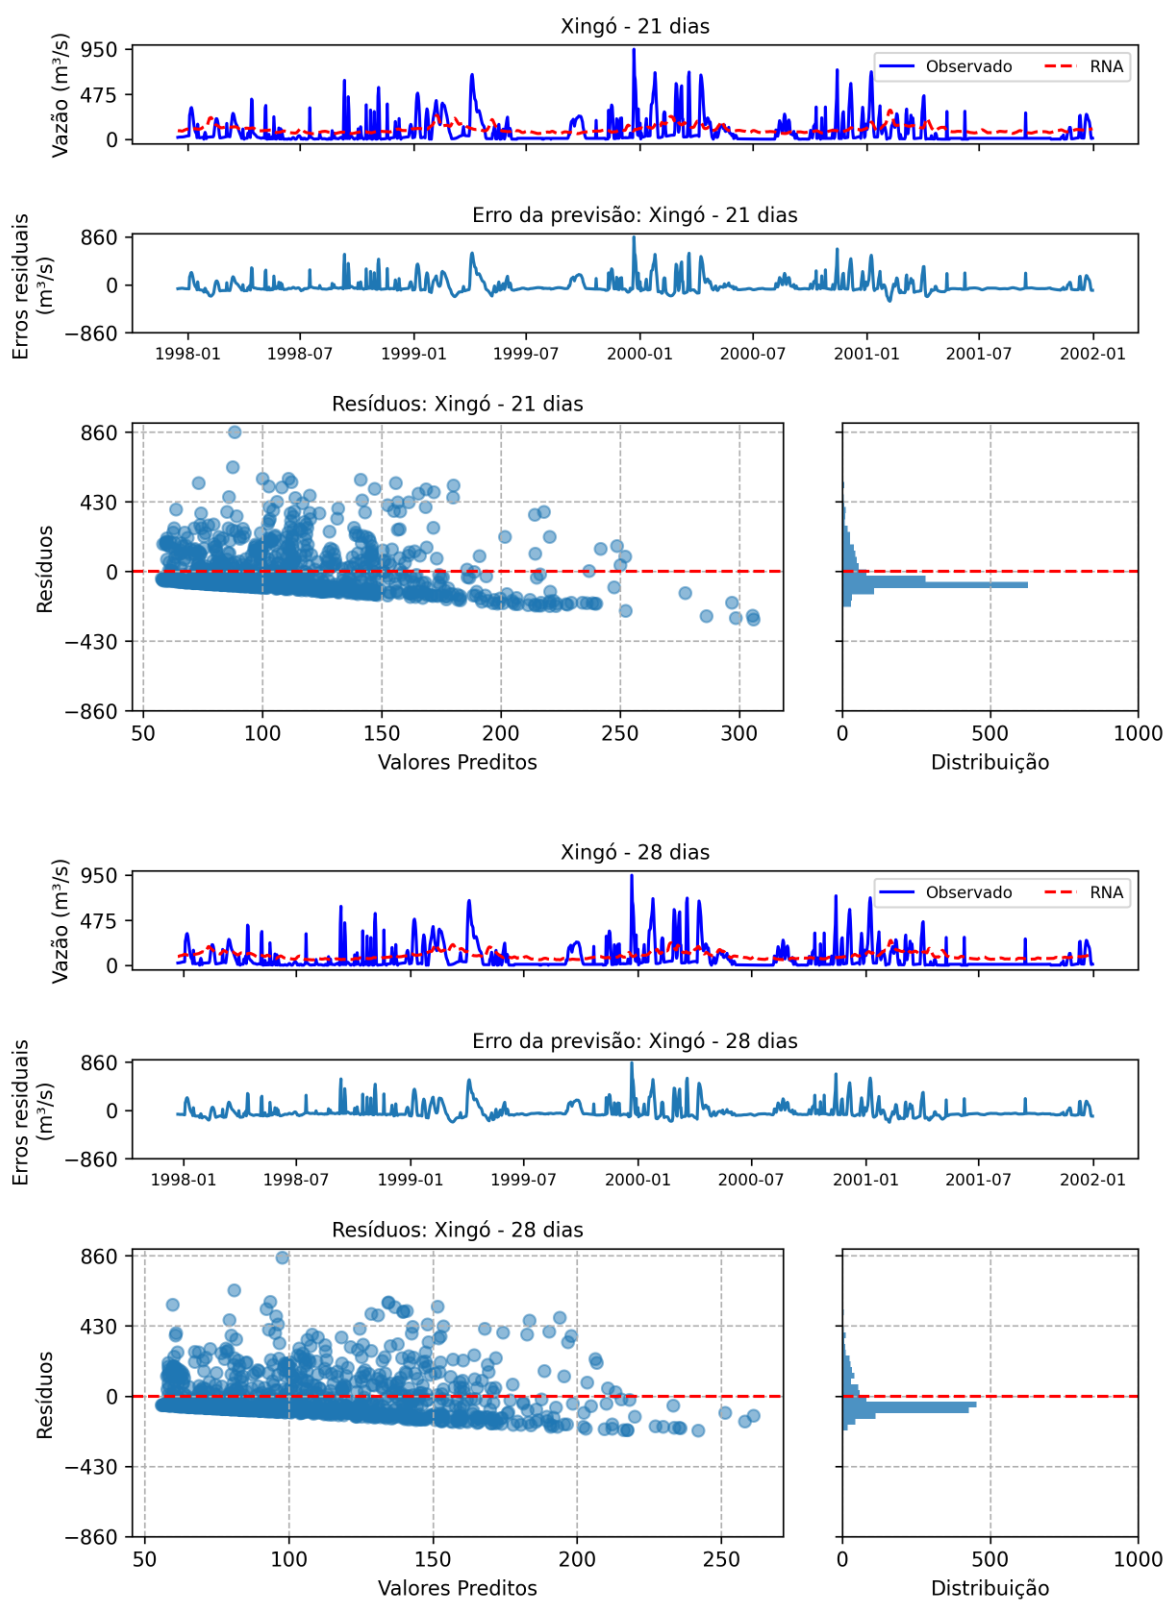 Xingó - 21 dias
Vazão (m³/s)
950
475
0
Observado
RNA
Erro da previsão: Xingó - 21 dias
Erros residuais
(m³/s)
860
0
−860
1998-01 1998-07 1999-01 1999-07 2000-01 2000-07 2001-01 2001-07 2002-01
Resíduos: Xingó - 21 dias
Resíduos
860
430
0
−430
−860
50 100 150 200 250 300
Valores Preditos
0 500 1000
Distribuição
Xingó - 28 dias
Vazão (m³/s)
950
475
0
Observado
RNA
Erro da previsão: Xingó - 28 dias
Erros residuais
(m³/s)
860
0
−860
1998-01 1998-07 1999-01 1999-07 2000-01 2000-07 2001-01 2001-07 2002-01
Resíduos: Xingó - 28 dias
Resíduos
860
430
0
−430
−860
50 100 150 200 250
Valores Preditos
0 500 1000
Distribuição